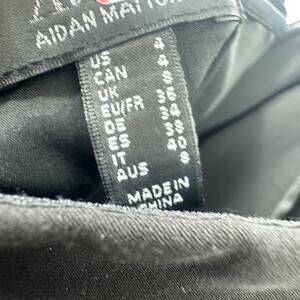 AIDAN
US 4
CAN 4
UK 8
EU/FR 36
DE 34
ES 38
IT 40
AUS 8
MADE IN
CHINA